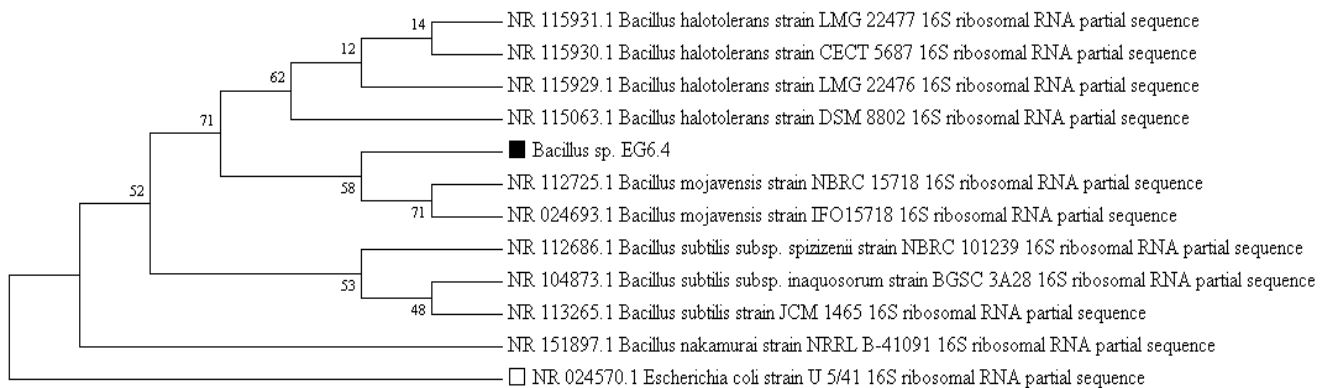 14
NR 115931.1 Bacillus halotolerans strain LMG 22477 16S ribosomal RNA partial sequence
12
NR 115930.1 Bacillus halotolerans strain CECT 5687 16S ribosomal RNA partial sequence
62
NR 115929.1 Bacillus halotolerans strain LMG 22476 16S ribosomal RNA partial sequence
71
NR 115063.1 Bacillus halotolerans strain DSM 8802 16S ribosomal RNA partial sequence
Bacillus sp. EG6.4
52
58
NR 112725.1 Bacillus mojavensis strain NBRC 15718 16S ribosomal RNA partial sequence
71
NR 024693.1 Bacillus mojavensis strain IFO15718 16S ribosomal RNA partial sequence
NR 112686.1 Bacillus subtilis subsp. spizizenii strain NBRC 101239 16S ribosomal RNA partial sequence
53
NR 104873.1 Bacillus subtilis subsp. inaquosorum strain BGSC 3A28 16S ribosomal RNA partial sequence
48
NR 113265.1 Bacillus subtilis strain JCM 1465 16S ribosomal RNA partial sequence
NR 151897.1 Bacillus nakamurai strain NRRL B-41091 16S ribosomal RNA partial sequence
NR 024570.1 Escherichia coli strain U 5/41 16S ribosomal RNA partial sequence